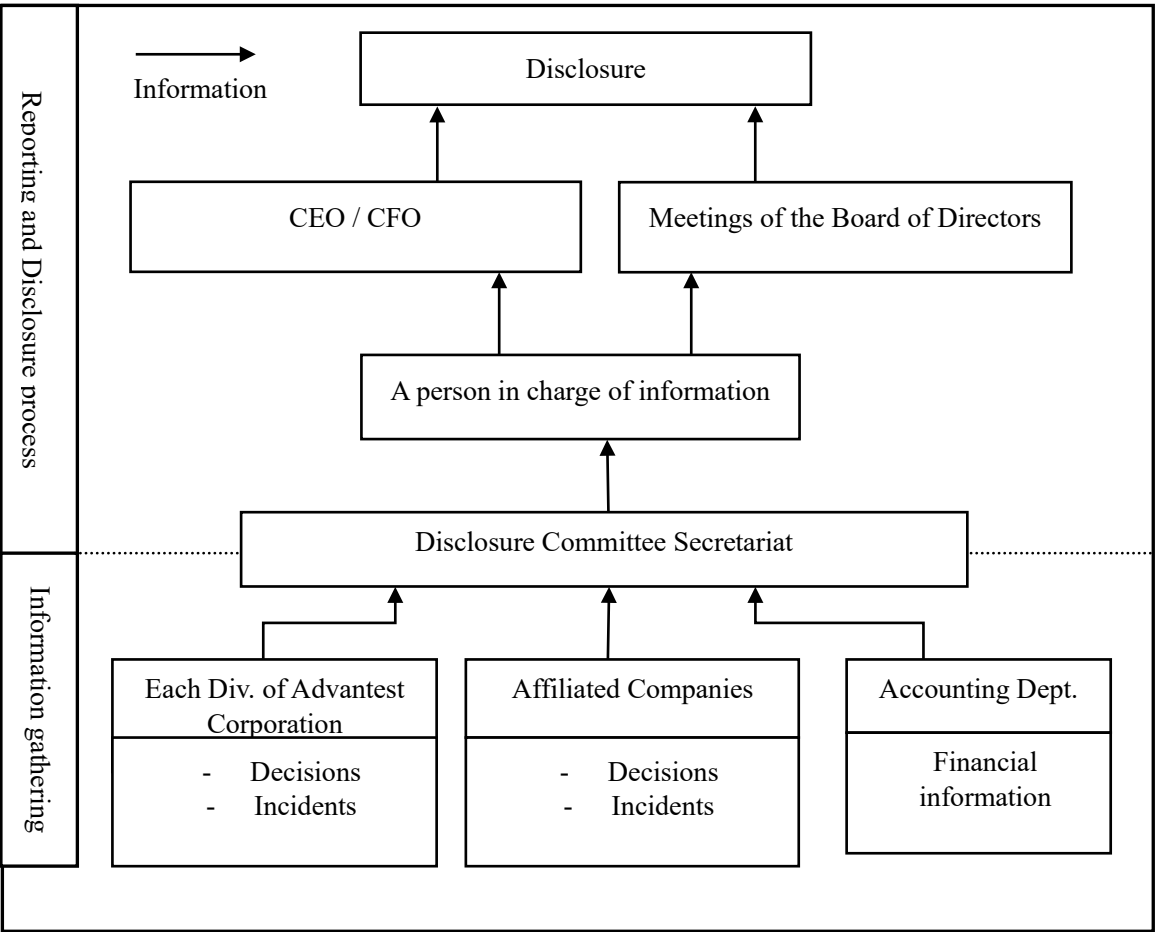 Information
Disclosure
Reporting and Disclosure process
CEO / CFO
Meetings of the Board of Directors
A person in charge of information
Disclosure Committee Secretariat
Information gathering
Each Div. of Advantest
Corporation
- Decisions
- Incidents
Affiliated Companies
- Decisions
- Incidents
Accounting Dept.
Financial
information